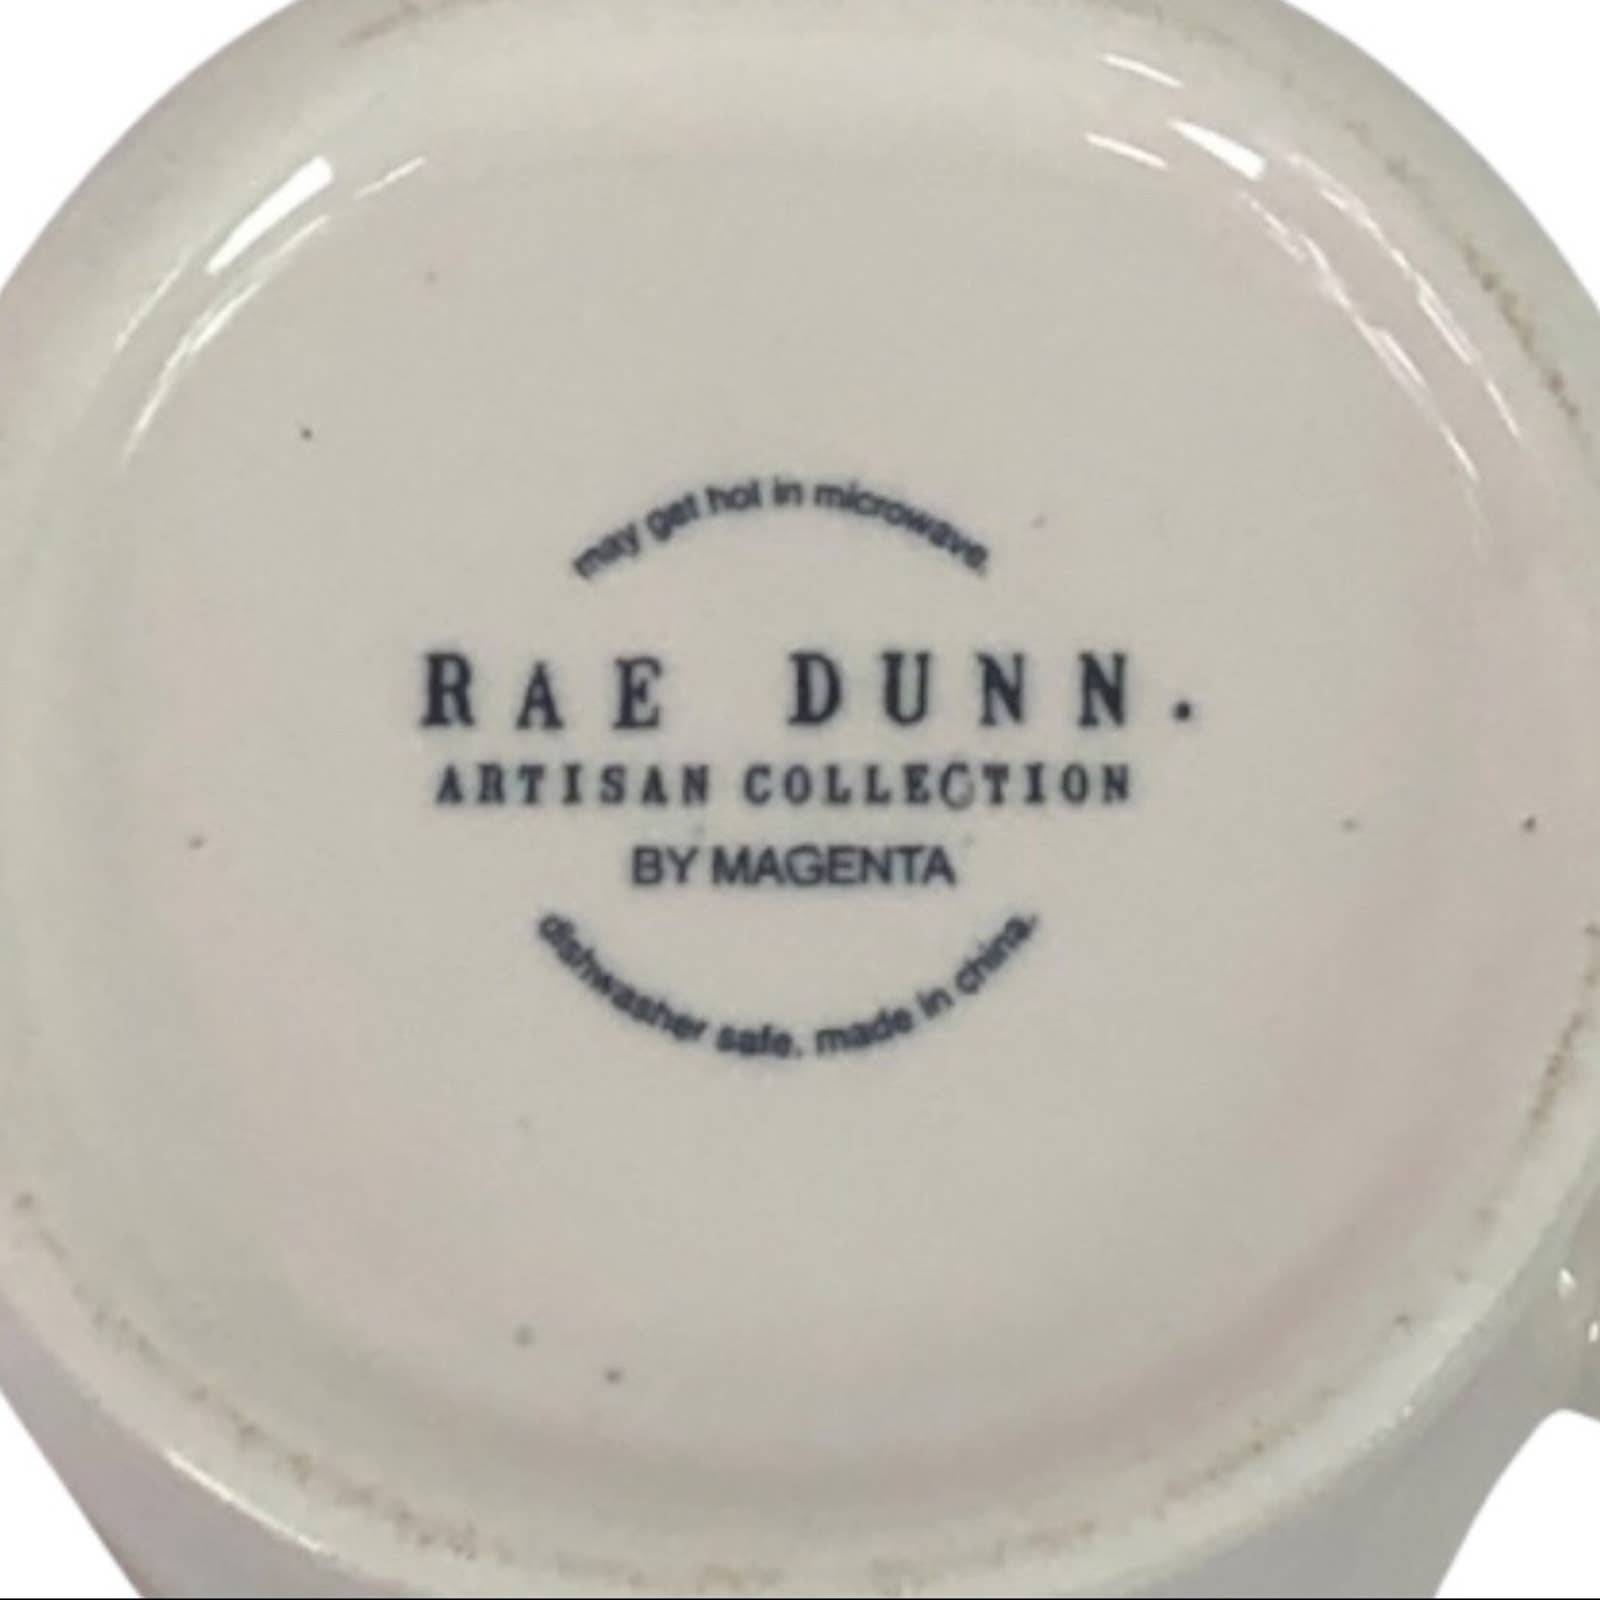 may get hot in microwave.
RAE DUNN.
ARTISAN COLLECTION
BY MAGENTA
dishwasher safe. made in china.